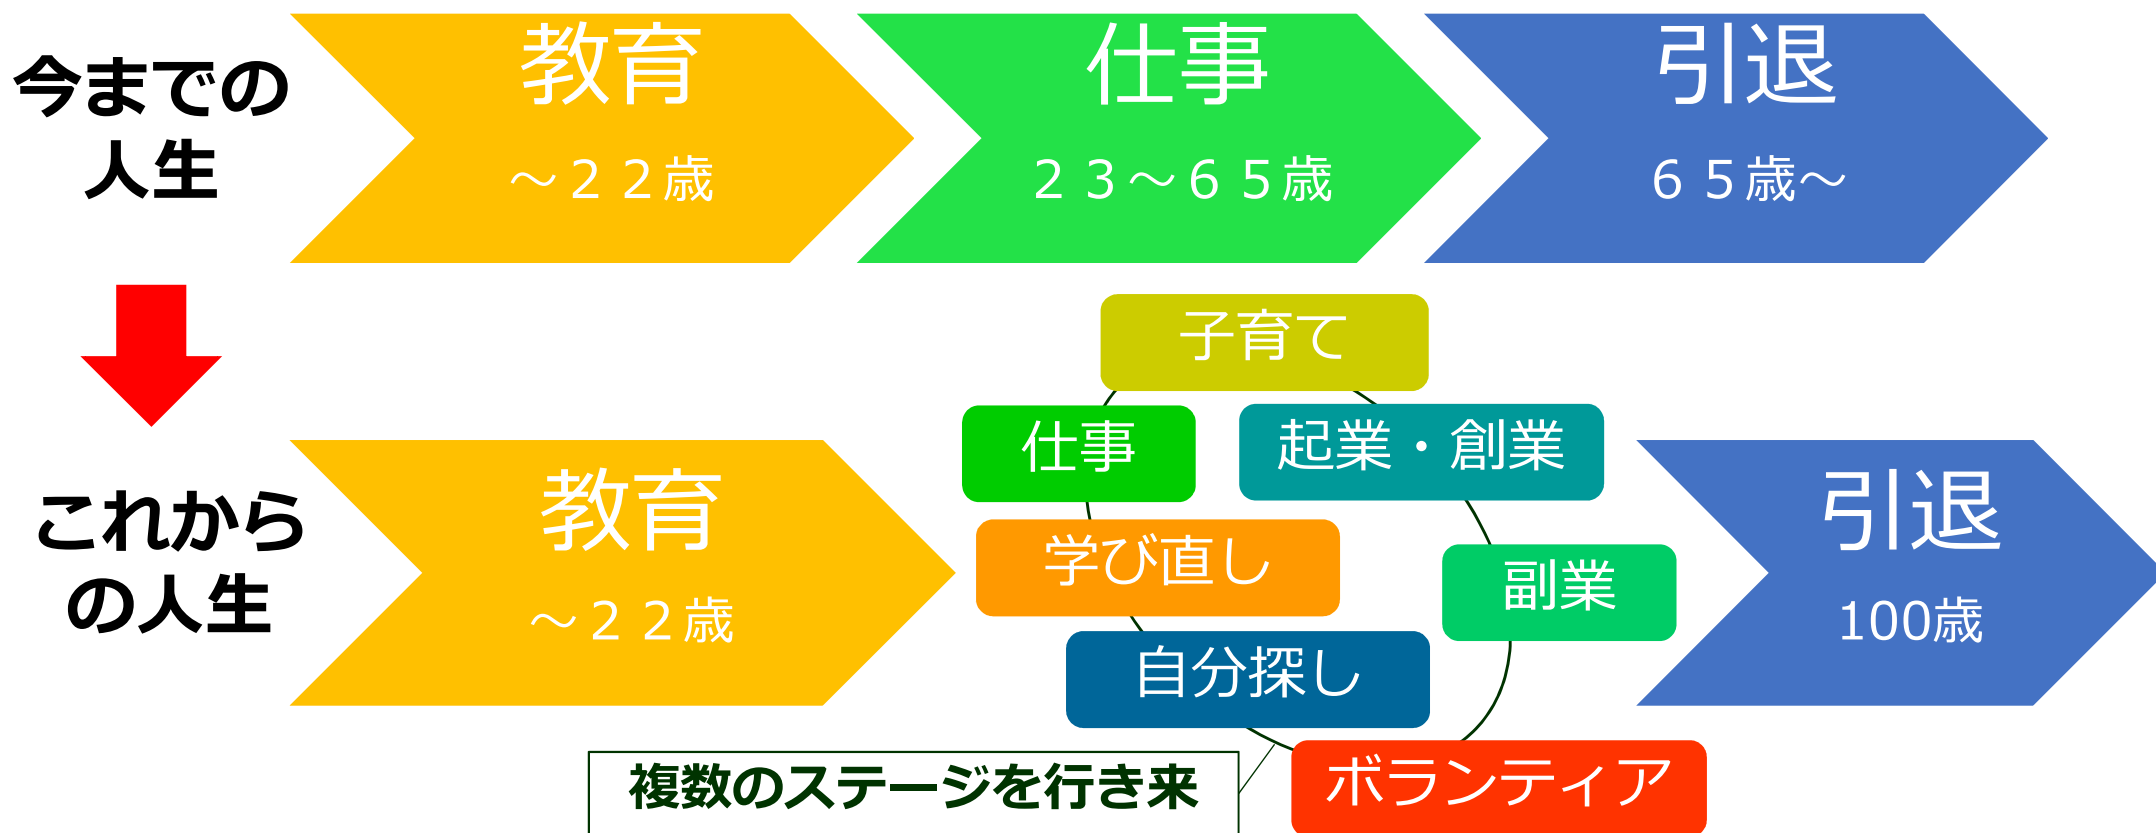 今までの
人生
教育
～２２歳
仕事
２３～６５歳
引退
６５歳～
これから
の人生
教育
～２２歳
子育て
仕事
起業・創業
学び直し
副業
自分探し
ボランティア
複数のステージを行き来
引退
100歳